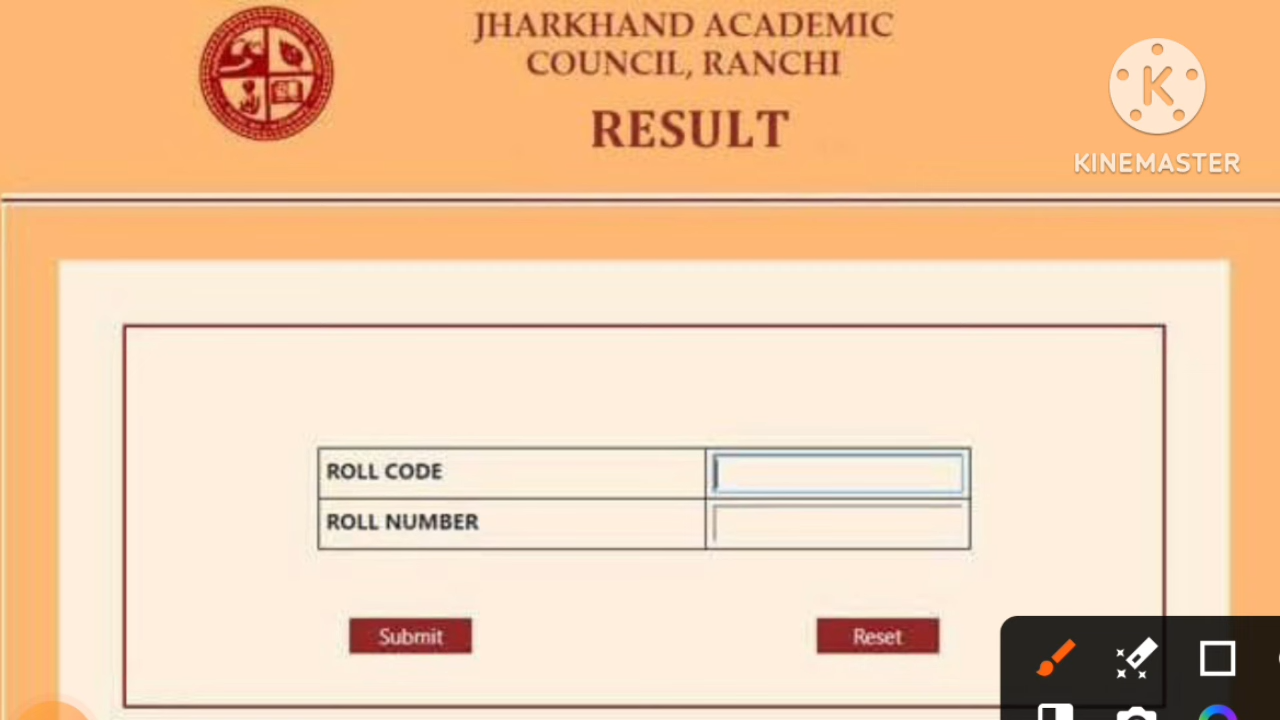 JHARKHAND ACADEMIC
COUNCIL, RANCHI
RESULT
K
KINEMASTER
ROLL CODE
ROLL NUMBER
Submit
Reset